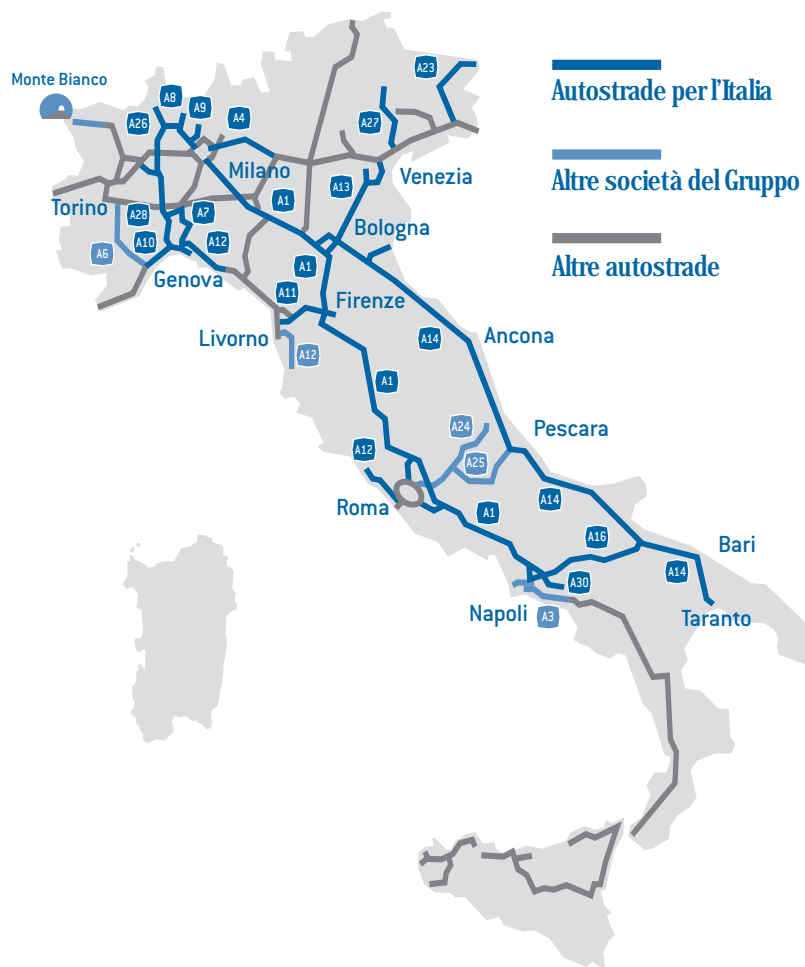 A23
Monte Bianco
Autostrade per l'Italia
A8
A9
A26
A4
A27
Milano
Venezia
Altre società del Gruppo
A13
A1
Torino
A28
A7
Bologna
A10
A12
A6
Altre autostrade
Genova
A1
A11
Firenze
Livorno
A14
Ancona
A12
A1
A24
Pescara
A12
A25
Roma
A1
A14
A16
Bari
A14
A30
Napoli
A3
Taranto